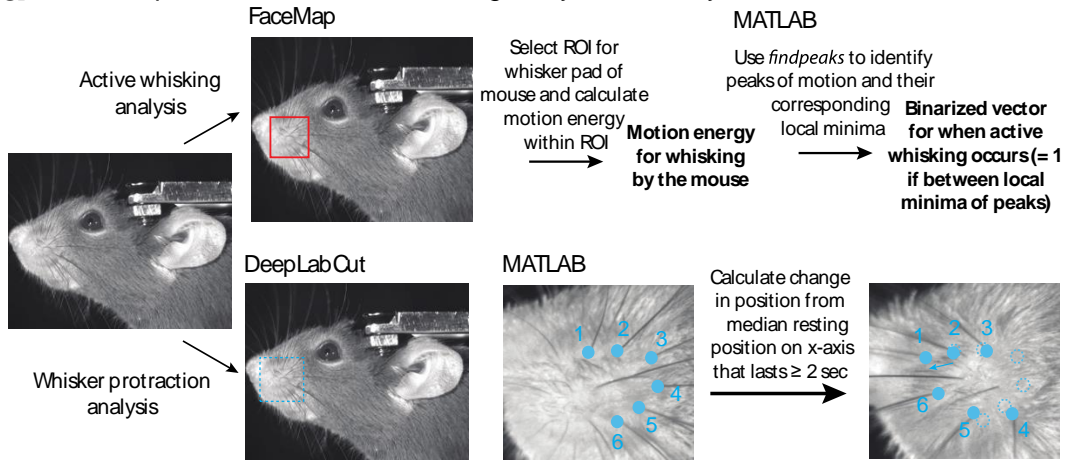 FaceMap
MATLAB
Active whisking
analysis
Select ROI for
whisker pad of
mouse and calculate
motion energy
within ROI
Motion energy
for whisking
by the mouse
Use findpeaks to identify
peaks of motion and their
corresponding
local minima
Binarized vector
for when active
whisking occurs (= 1
if between local
minima of peaks)
DeepLabCut
MATLAB
Whisker protraction
analysis
1
2
3
4
5
6
Calculate change
in position from
median resting
position on x-axis
that lasts ≥ 2 sec
1
2
3
6
5
4